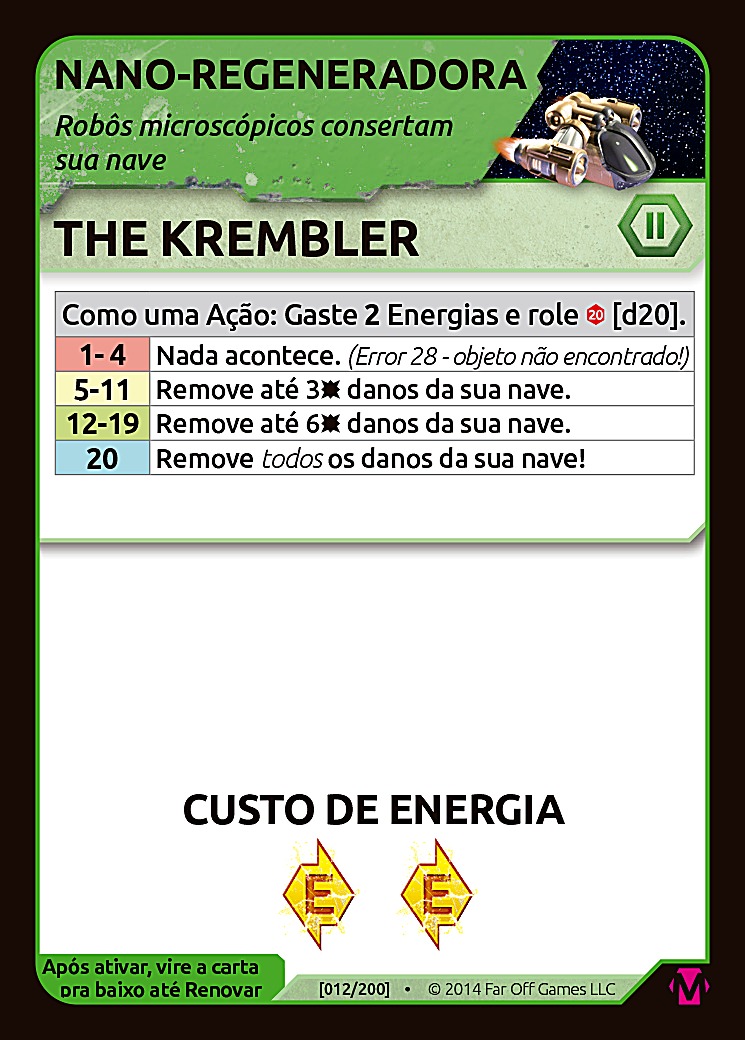 NANO-REGENERADORA
Robôs microscópicos consertam
sua nave
THE KREMBLER
II
Como uma Ação: Gaste 2 Energias e role 20 [d20].
1- 4 Nada acontece. (Error 28 - objeto não encontrado!)
5-11 Remove até 3 danos da sua nave.
12-19 Remove até 6 danos da sua nave.
20 Remove todos os danos da sua nave!
CUSTO DE ENERGIA
E E
Após ativar, vire a carta
pra baixo até Renovar
[012/200] • © 2014 Far Off Games LLC
M